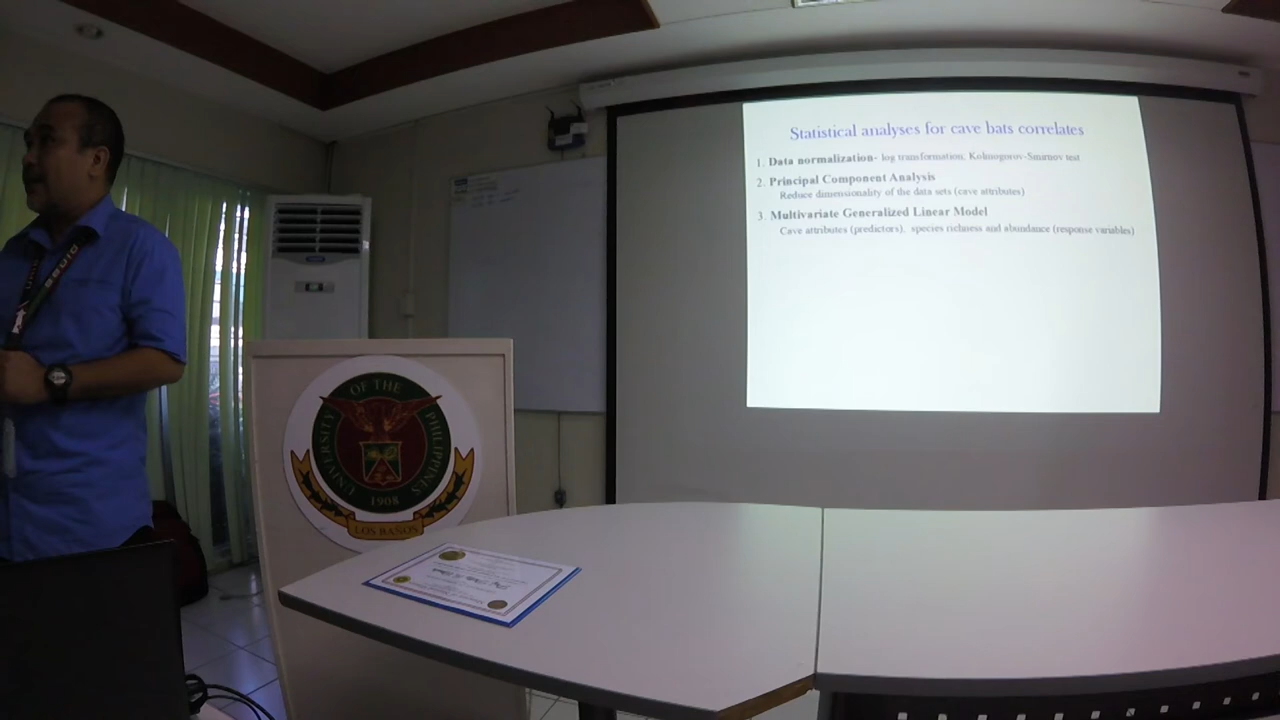 Statistical analyses for cave bats correlates
1. Data normalization- log transformation, Kolmogorov-Smirnov test
2. Principal Component Analysis
Reduce dimensionality of the data sets (cave attributes)
3. Multivariate Generalized Linear Model
Cave attributes (predictors), species richness and abundance (response variables)
UNIVERSITY OF THE PHILIPPINES
1908
LOS BAÑOS